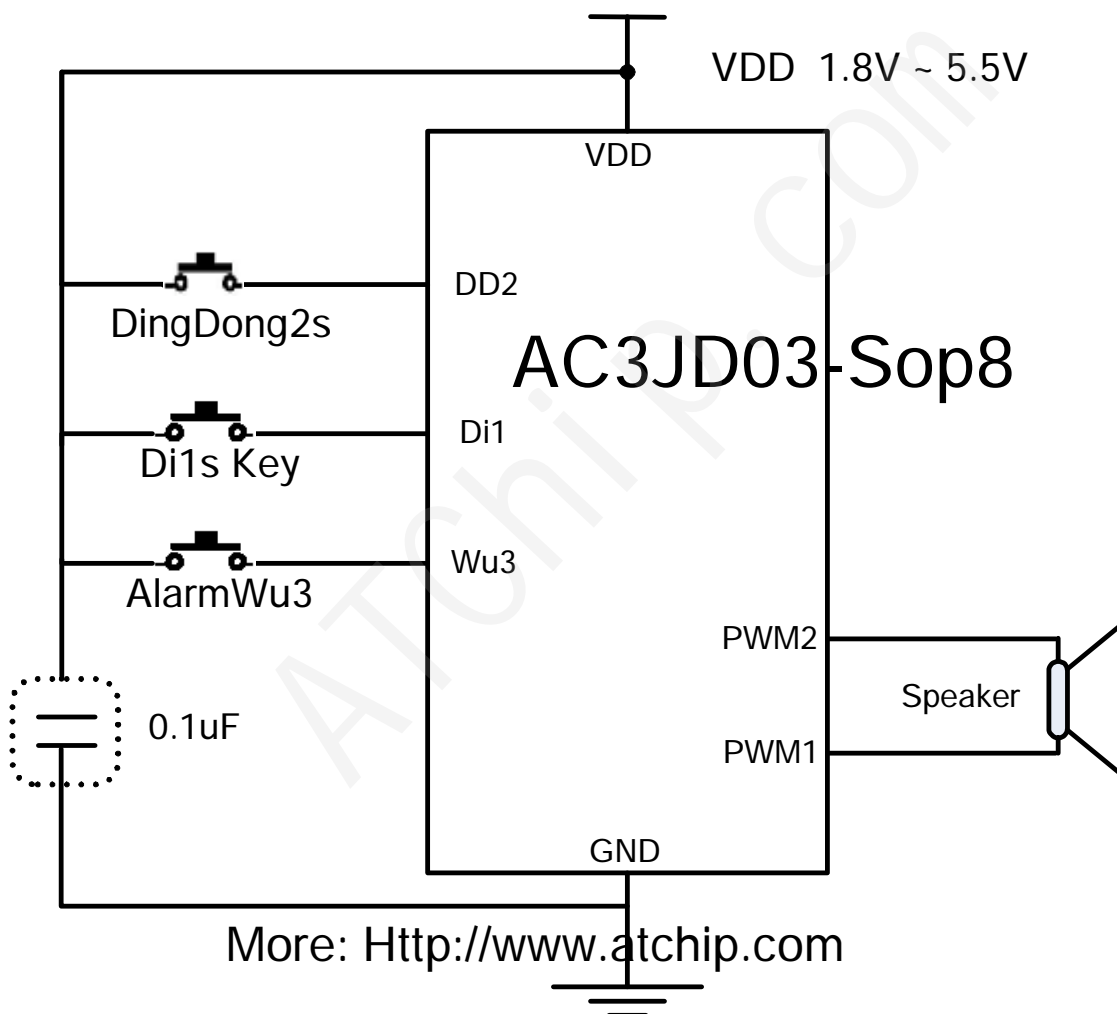 VDD 1.8V ~ 5.5V
VDD
DD2
DingDong2s
AC3JD03-Sop8
Di1
Di1s Key
Wu3
AlarmWu3
PWM2
Speaker
0.1uF
PWM1
GND
More: Http://www.atchip.com
ATChip.com